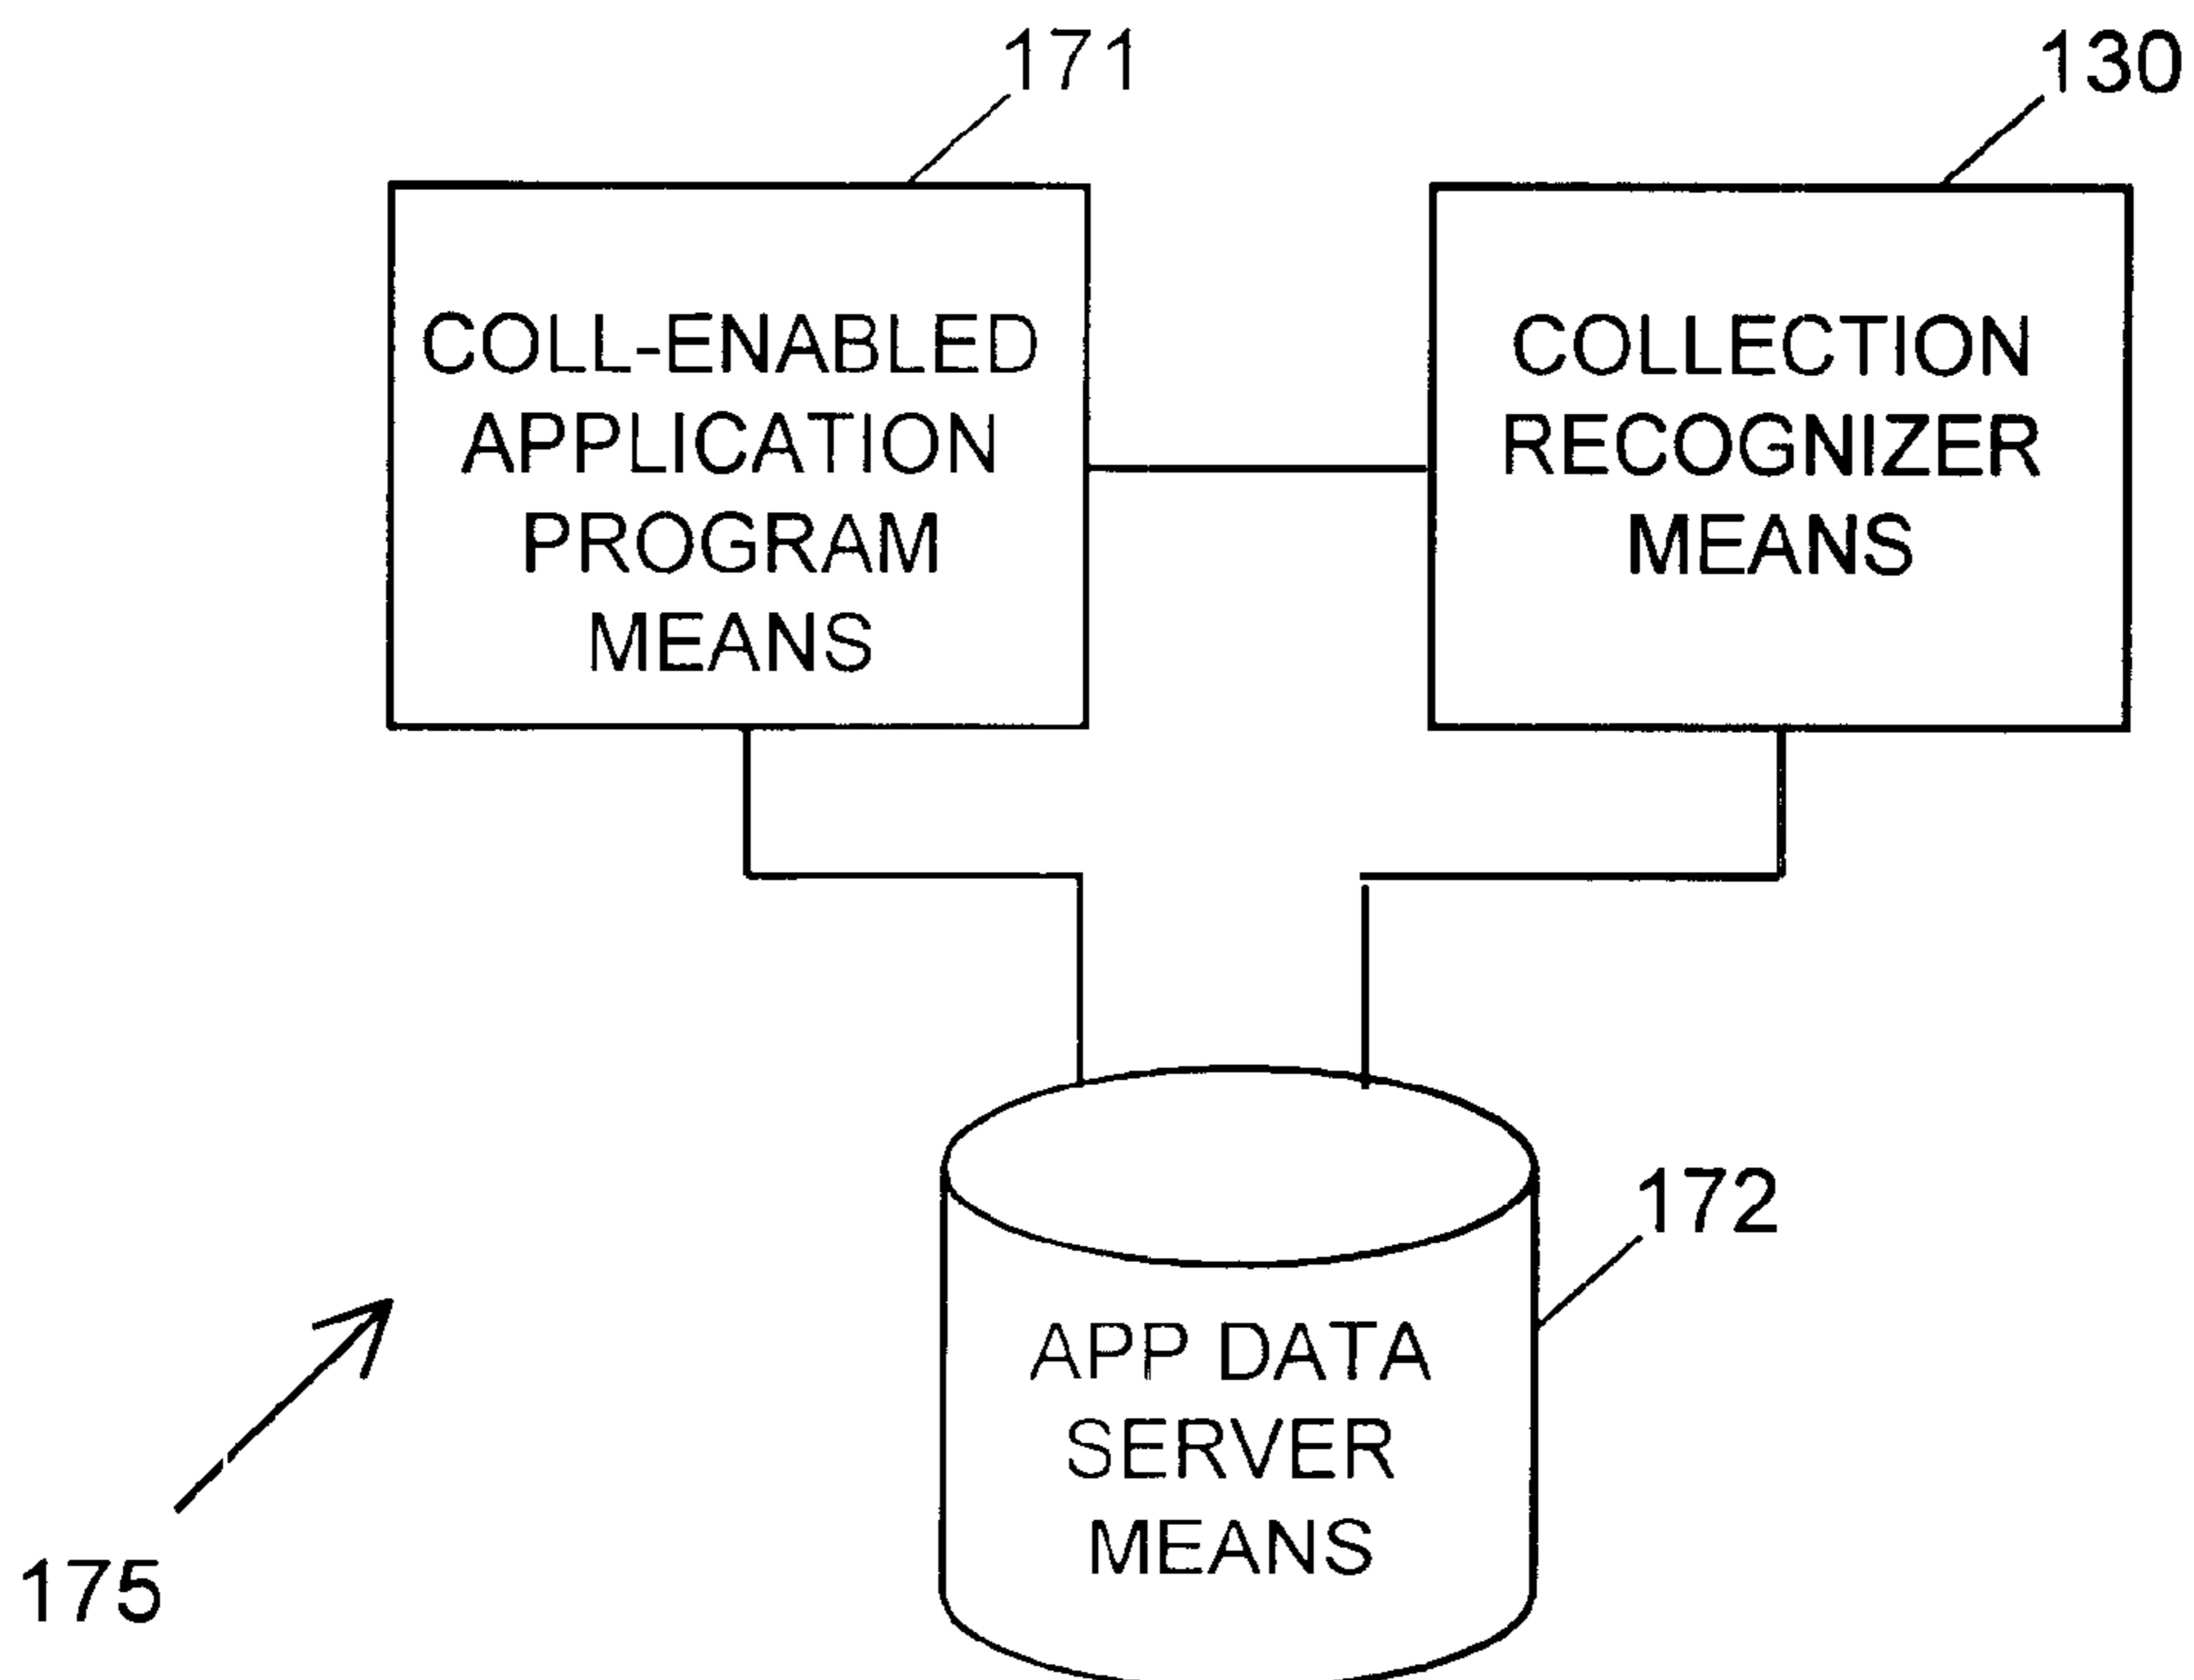 171
130
COLL-ENABLED
APPLICATION
PROGRAM
MEANS
COLLECTION
RECOGNIZER
MEANS
172
APP DATA
SERVER
MEANS
175